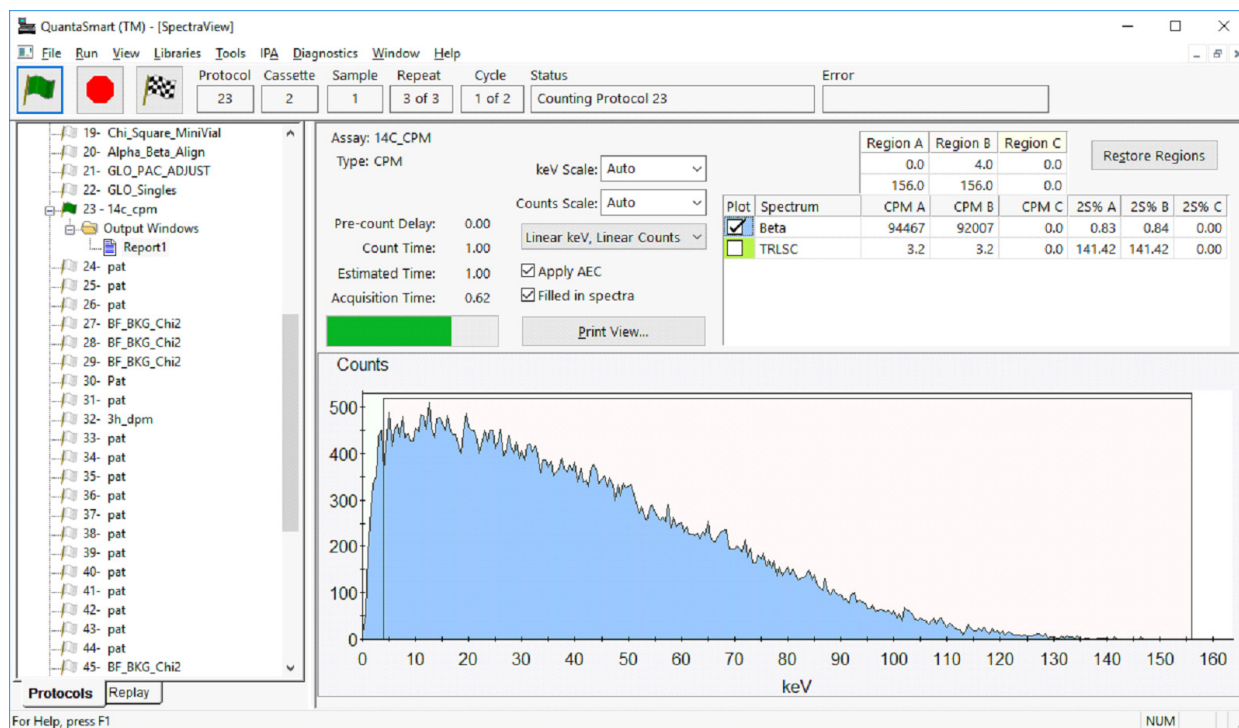 QuantaSmart (TM) - [SpectraView]
File Run View Libraries Tools IPA Diagnostics Window Help
Protocol Cassette Sample Repeat Cycle Status Error
23 2 1 3 of 3 1 of 2 Counting Protocol 23
19- Chi_Square_MiniVial
20- Alpha_Beta_Align
21- GLO_PAC_ADJUST
22- GLO_Singles
23 - 14c_cpm
Output Windows
Report1
24- pat
25- pat
26- pat
27- BF_BKG_Chi2
28- BF_BKG_Chi2
29- BF_BKG_Chi2
30- Pat
31- pat
32- 3h_dpm
33- pat
34- pat
35- pat
36- pat
37- pat
38- pat
39- pat
40- pat
41- pat
42- pat
43- pat
44- pat
45- BF_BKG_Chi2
Protocols Replay
Assay: 14C_CPM
Type: CPM
Pre-count Delay: 0.00
Count Time: 1.00
Estimated Time: 1.00
Acquisition Time: 0.62
keV Scale: Auto
Counts Scale: Auto
Linear keV, Linear Counts
Apply AEC
Filled in spectra
Print View...
Region A Region B Region C
0.0 4.0 0.0
156.0 156.0 0.0
Restore Regions
Plot Spectrum CPM A CPM B CPM C 2S% A 2S% B 2S% C
Beta 94467 92007 0.0 0.83 0.84 0.00
TRLSC 3.2 3.2 0.0 141.42 141.42 0.00
Counts
500
400
300
200
100
0
0 10 20 30 40 50 60 70 80 90 100 110 120 130 140 150 160
keV
For Help, press F1 NUM